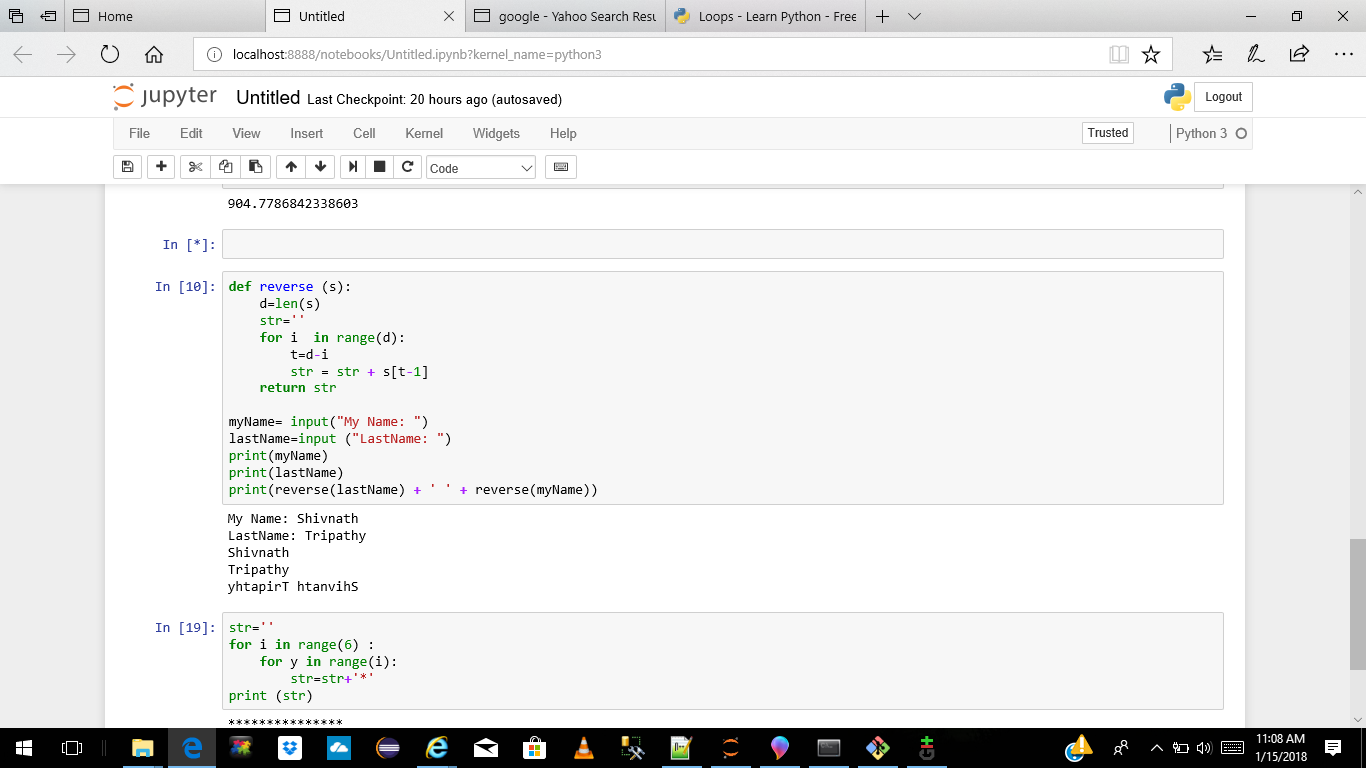 Home
Untitled
google - Yahoo Search Resu
Loops - Learn Python - Free
localhost:8888/notebooks/Untitled.ipynb?kernel_name=python3
jupyter
Untitled Last Checkpoint: 20 hours ago (autosaved)
Logout
File Edit View Insert Cell Kernel Widgets Help
Trusted
Python 3
Code
904.7786842338603
In [*]:
In [10]:
def reverse (s):
    d=len(s)
    str=''
    for i  in range(d):
        t=d-i
        str = str + s[t-1]
    return str
myName= input("My Name: ")
lastName=input ("LastName: ")
print(myName)
print(lastName)
print(reverse(lastName) + ' ' + reverse(myName))
My Name: Shivnath
LastName: Tripathy
Shivnath
Tripathy
yhtapirT htanvihS
In [19]:
str=''
for i in range(6) :
    for y in range(i):
        str=str+'*'
print (str)
***************
11:08 AM
1/15/2018